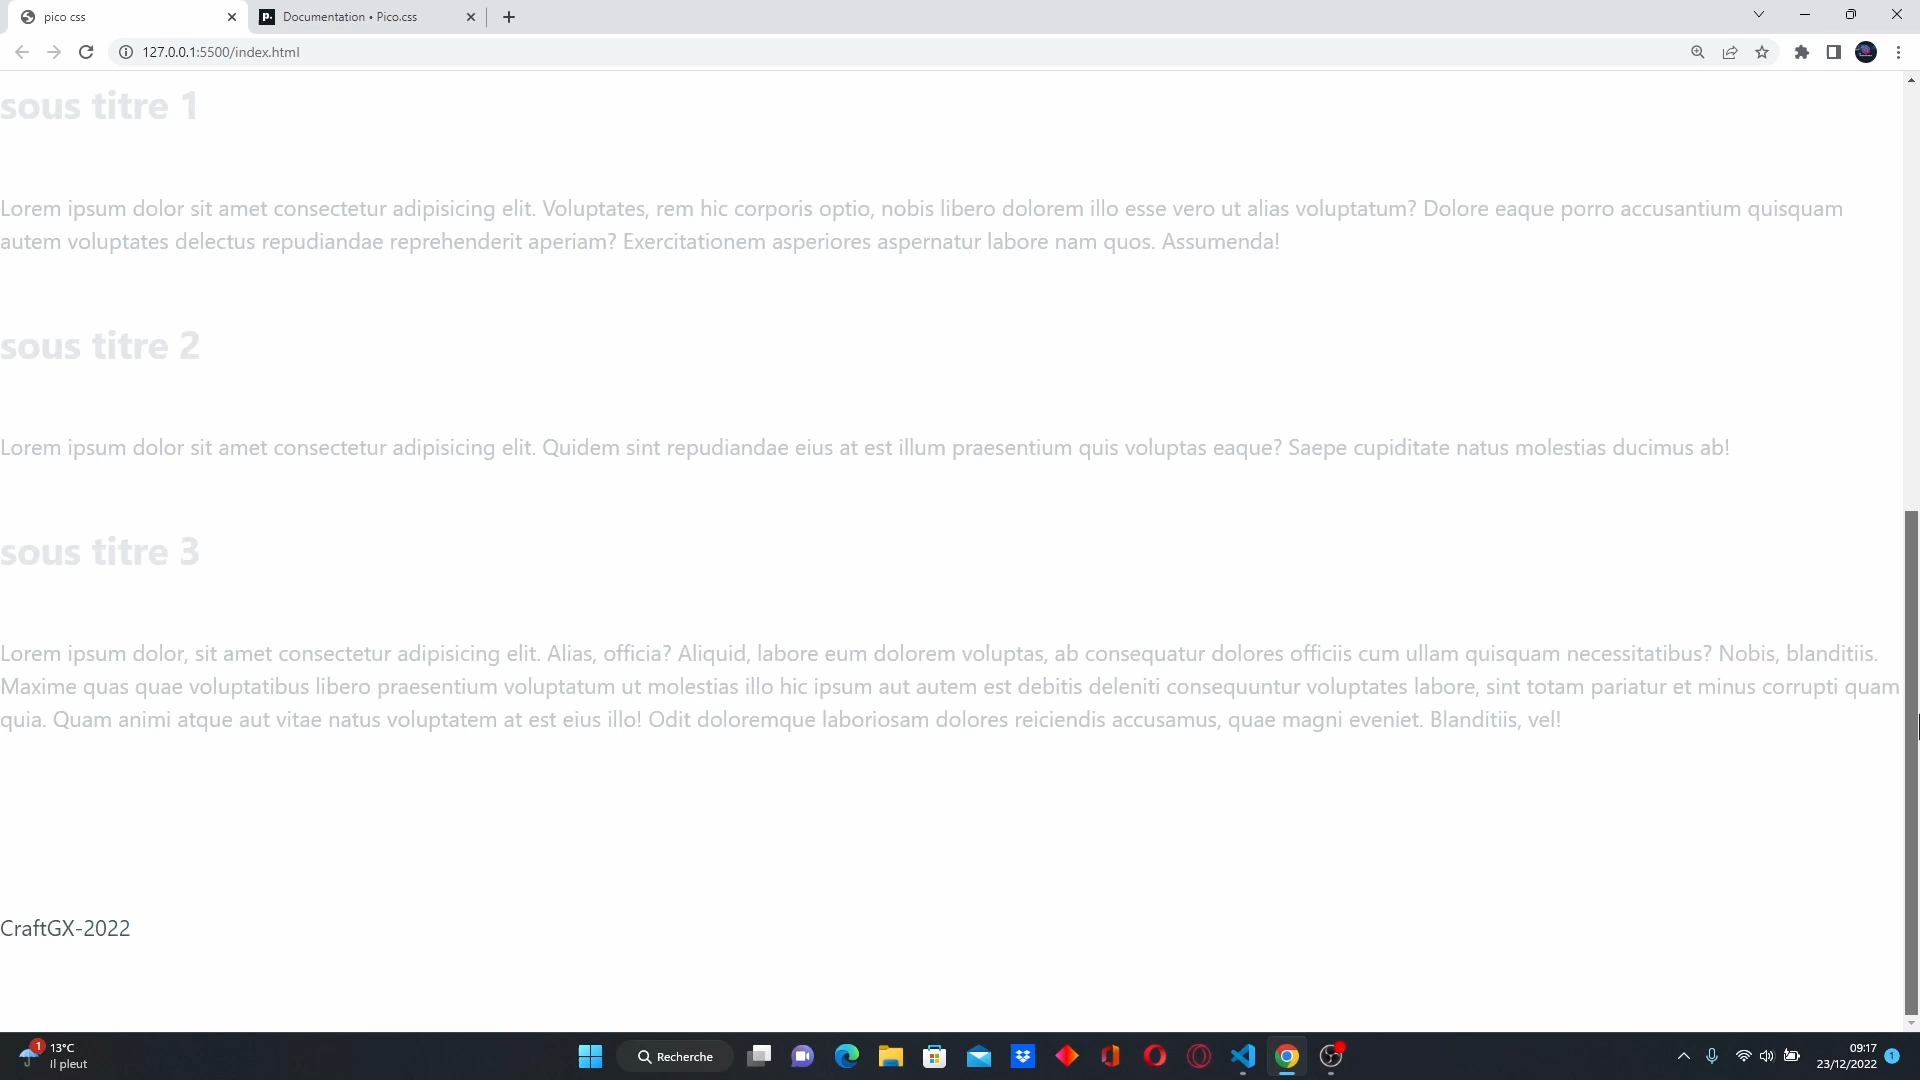 pico css
Documentation • Pico.css
127.0.0.1:5500/index.html
sous titre 1
Lorem ipsum dolor sit amet consectetur adipisicing elit. Voluptates, rem hic corporis optio, nobis libero dolorem illo esse vero ut alias voluptatum? Dolore eaque porro accusantium quisquam
autem voluptates delectus repudiandae reprehenderit aperiam? Exercitationem asperiores aspernatur labore nam quos. Assumenda!
sous titre 2
Lorem ipsum dolor sit amet consectetur adipisicing elit. Quidem sint repudiandae eius at est illum praesentium quis voluptas eaque? Saepe cupiditate natus molestias ducimus ab!
sous titre 3
Lorem ipsum dolor, sit amet consectetur adipisicing elit. Alias, officia? Aliquid, labore eum dolorem voluptas, ab consequatur dolores officiis cum ullam quisquam necessitatibus? Nobis, blanditiis.
Maxime quas quae voluptatibus libero praesentium voluptatum ut molestias illo hic ipsum aut autem est debitis deleniti consequuntur voluptates labore, sint totam pariatur et minus corrupti quam
quia. Quam animi atque aut vitae natus voluptatem at est eius illo! Odit doloremque laboriosam dolores reiciendis accusamus, quae magni eveniet. Blanditiis, vel!
CraftGX-2022
1
13°C
Il pleut
Recherche
09:17
23/12/2022
1